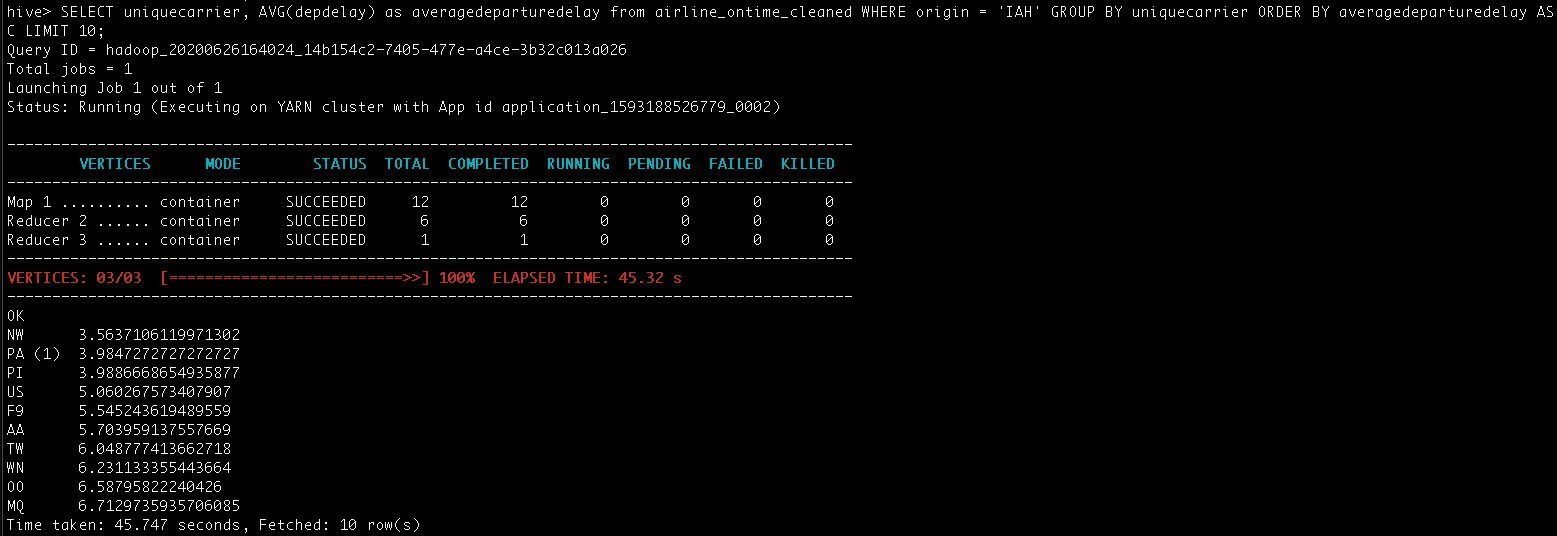 hive> SELECT uniquecarrier, AVG(depdelay) as averagedeparturedelay from airline_ontime_cleaned WHERE origin = 'IAH' GROUP BY uniquecarrier ORDER BY averagedeparturedelay AS
C LIMIT 10;
Query ID = hadoop_20200626164024_14b154c2-7405-477e-a4ce-3b32c013a026
Total jobs = 1
Launching Job 1 out of 1
Status: Running (Executing on YARN cluster with App id application_1593188526779_0002)
----------------------------------------------------------------------------------------------
        VERTICES      MODE        STATUS  TOTAL  COMPLETED  RUNNING  PENDING  FAILED  KILLED
----------------------------------------------------------------------------------------------
Map 1 .......... container     SUCCEEDED     12         12        0        0       0       0
Reducer 2 ...... container     SUCCEEDED      6          6        0        0       0       0
Reducer 3 ...... container     SUCCEEDED      1          1        0        0       0       0
----------------------------------------------------------------------------------------------
VERTICES: 03/03  [==========================>>] 100%  ELAPSED TIME: 45.32 s
----------------------------------------------------------------------------------------------
OK
NW      3.5637106119971302
PA (1)  3.9847272727272727
PI      3.9886668654935877
US      5.060267573407907
F9      5.545243619489559
AA      5.703959137557669
TW      6.048777413662718
WN      6.231133355443664
OO      6.58795822240426
MQ      6.7129735935706085
Time taken: 45.747 seconds, Fetched: 10 row(s)